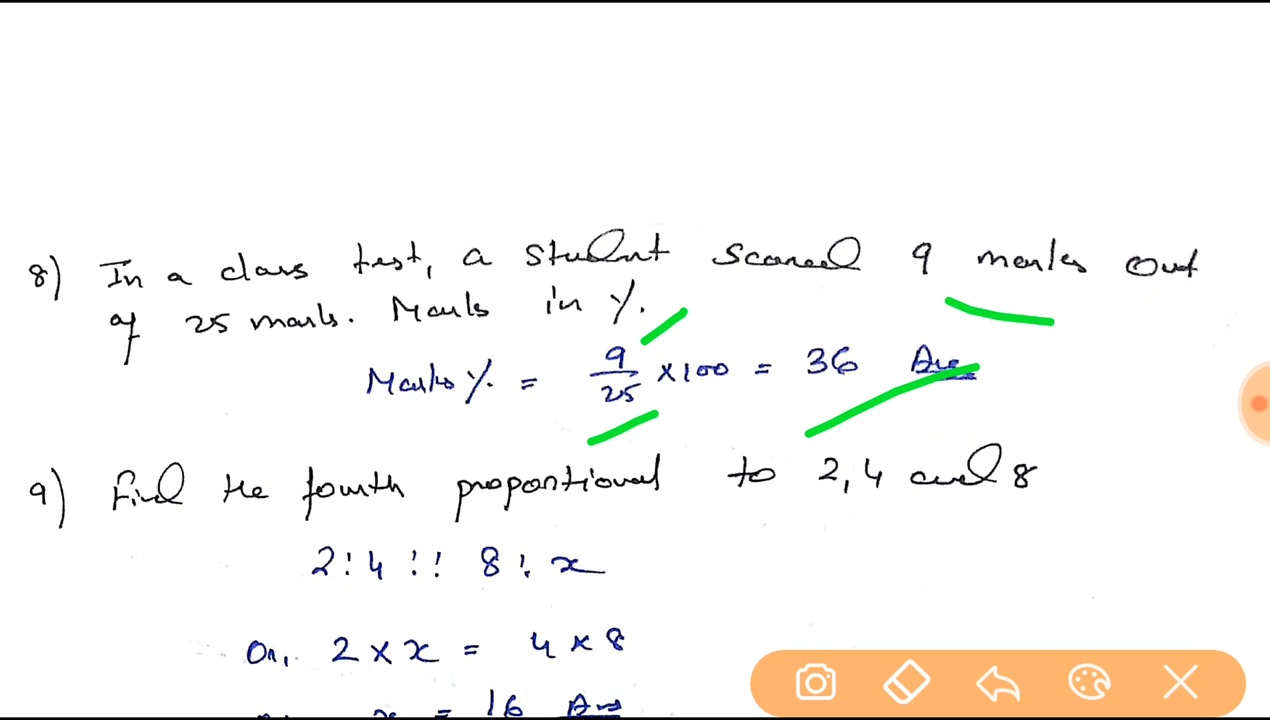 8) In a class test, a student scored 9 marks out
of 25 marks. Marks in %.
Marks % = 9/25 × 100 = 36 Ans
9) Find the fourth proportional to 2, 4 and 8
2 : 4 :: 8 : x
Or, 2 × x = 4 × 8
x = 16 Ans